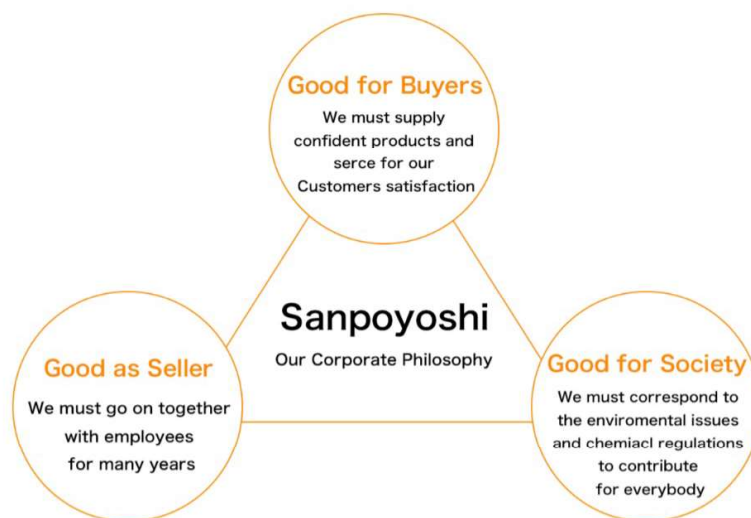 Good for Buyers
We must supply
confident products and
serce for our
Customers satisfaction
Sanpoyoshi
Our Corporate Philosophy
Good as Seller
We must go on together
with employees
for many years
Good for Society
We must correspond to
the enviromental issues
and chemiacl regulations
to contribute
for everybody